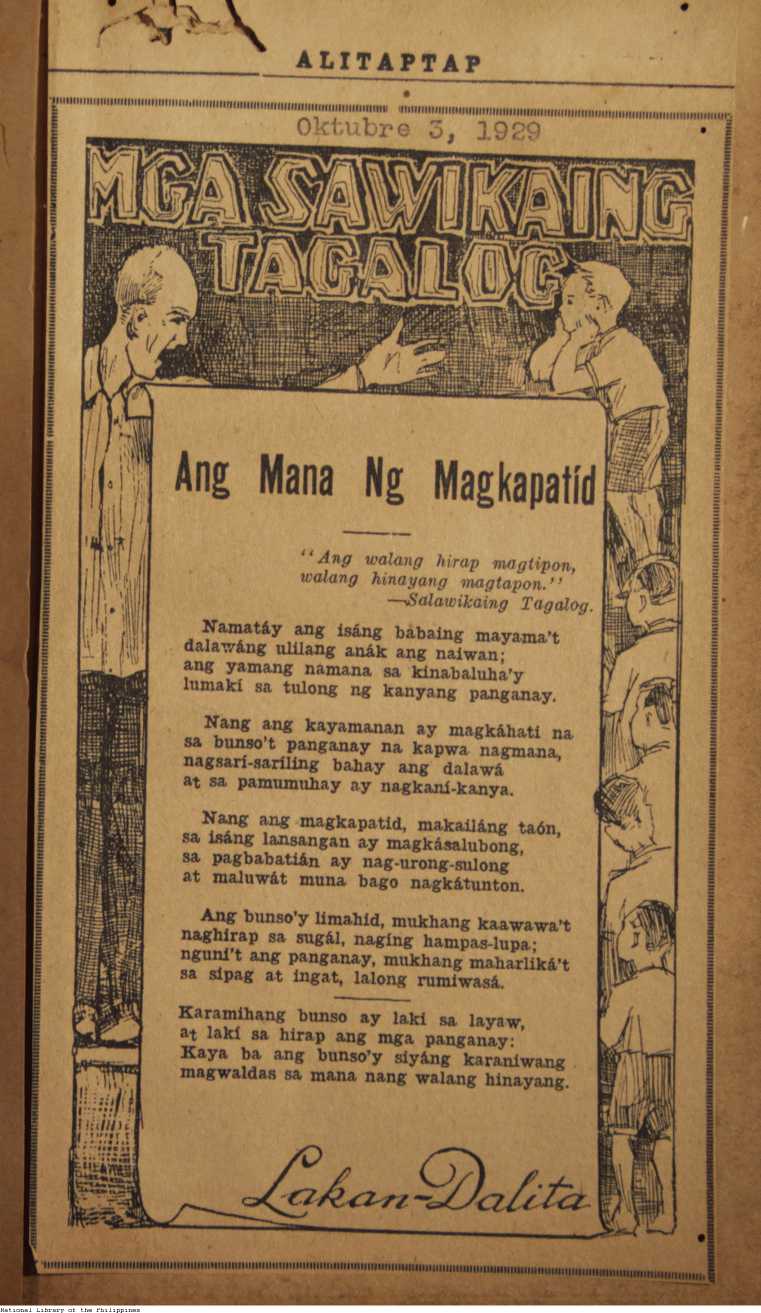 ALITAPTAP
Oktubre 3, 1929
MGA SAWIKAING
TAGALOG
Ang Mana Ng Magkapatíd
"Ang walang hirap magtipon,
walang hinayang magtapon."
—Salawikaing Tagalog.
Namatáy ang isáng babaing mayama't
dalawáng ulilang anák ang naiwan;
ang yamang namana sa kinabaluha'y
lumaki sa tulong ng kanyang panganay.
Nang ang kayamanan ay magkáhati na
sa bunso't panganay na kapwa nagmana,
nagsarí-saríling bahay ang dalawá
at sa pamumuhay ay nagkaní-kanya.
Nang ang magkapatid, makailáng taón,
sa isáng lansangan ay magkásalubong,
sa pagbabatián ay nag-urong-sulong
at maluwát muna bago nagkátunton.
Ang bunso'y limahid, mukhang kaawawa't
naghirap sa sugál, naging hampas-lupa;
nguni't ang panganay, mukhang maharliká't
sa sipag at ingat, lalong rumiwasá.
Karamihang bunso ay lakí sa layaw,
at lakí sa hirap ang mga panganay:
Kaya ba ang bunso'y siyáng karaniwang
magwaldas sa mana nang walang hinayang.
Lakan-Dalita
National Library of the Philippines